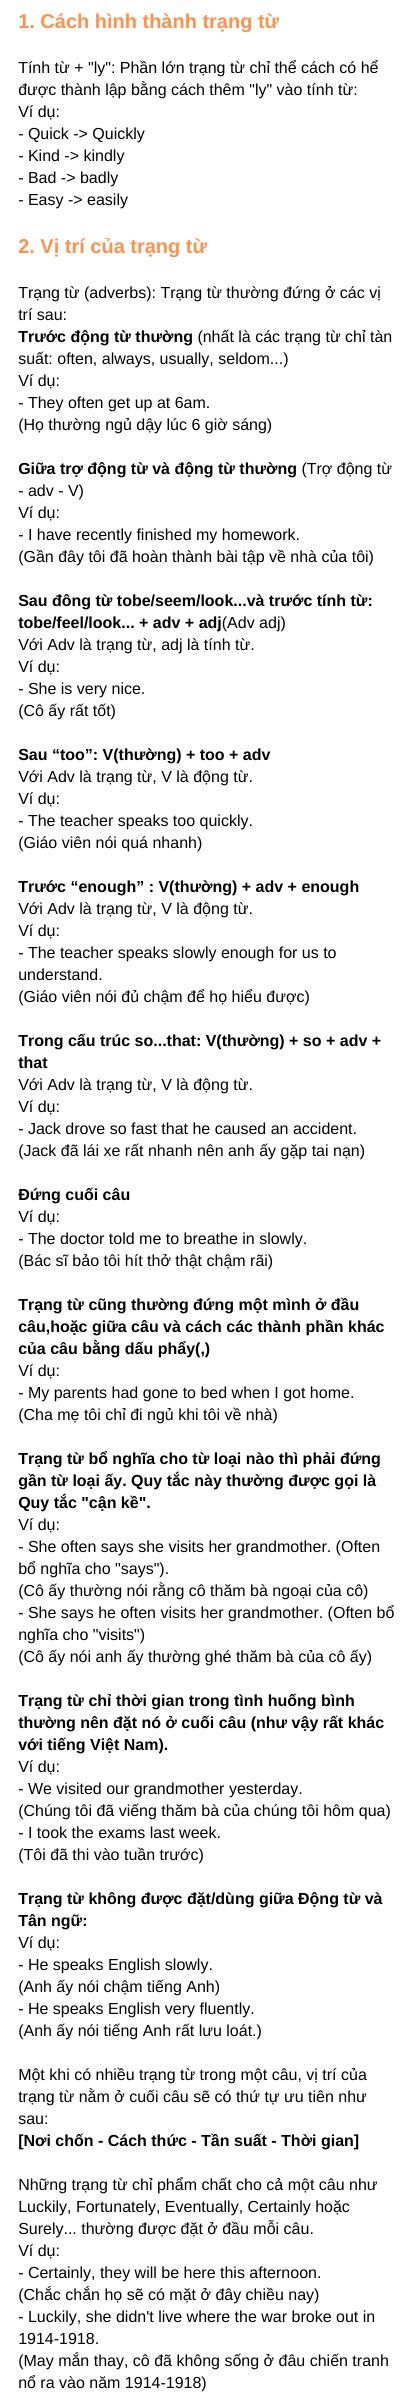 1. Cách hình thành trạng từ
Tính từ + "ly": Phần lớn trạng từ chỉ thể cách có hể
được thành lập bằng cách thêm "ly" vào tính từ:
Ví dụ:
- Quick -> Quickly
- Kind -> kindly
- Bad -> badly
- Easy -> easily
2. Vị trí của trạng từ
Trạng từ (adverbs): Trạng từ thường đứng ở các vị
trí sau:
Trước động từ thường (nhất là các trạng từ chỉ tàn
suất: often, always, usually, seldom...)
Ví dụ:
- They often get up at 6am.
(Họ thường ngủ dậy lúc 6 giờ sáng)
Giữa trợ động từ và động từ thường (Trợ động từ
- adv - V)
Ví dụ:
- I have recently finished my homework.
(Gần đây tôi đã hoàn thành bài tập về nhà của tôi)
Sau đông từ tobe/seem/look...và trước tính từ:
tobe/feel/look... + adv + adj(Adv adj)
Với Adv là trạng từ, adj là tính từ.
Ví dụ:
- She is very nice.
(Cô ấy rất tốt)
Sau “too”: V(thường) + too + adv
Với Adv là trạng từ, V là động từ.
Ví dụ:
- The teacher speaks too quickly.
(Giáo viên nói quá nhanh)
Trước “enough” : V(thường) + adv + enough
Với Adv là trạng từ, V là động từ.
Ví dụ:
- The teacher speaks slowly enough for us to
understand.
(Giáo viên nói đủ chậm để họ hiểu được)
Trong cấu trúc so...that: V(thường) + so + adv +
that
Với Adv là trạng từ, V là động từ.
Ví dụ:
- Jack drove so fast that he caused an accident.
(Jack đã lái xe rất nhanh nên anh ấy gặp tai nạn)
Đứng cuối câu
Ví dụ:
- The doctor told me to breathe in slowly.
(Bác sĩ bảo tôi hít thở thật chậm rãi)
Trạng từ cũng thường đứng một mình ở đầu
câu,hoặc giữa câu và cách các thành phần khác
của câu bằng dấu phẩy(,)
Ví dụ:
- My parents had gone to bed when I got home.
(Cha mẹ tôi chỉ đi ngủ khi tôi về nhà)
Trạng từ bổ nghĩa cho từ loại nào thì phải đứng
gần từ loại ấy. Quy tắc này thường được gọi là
Quy tắc "cận kề".
Ví dụ:
- She often says she visits her grandmother. (Often
bổ nghĩa cho "says").
(Cô ấy thường nói rằng cô thăm bà ngoại của cô)
- She says he often visits her grandmother. (Often bổ
nghĩa cho "visits")
(Cô ấy nói anh ấy thường ghé thăm bà của cô ấy)
Trạng từ chỉ thời gian trong tình huống bình
thường nên đặt nó ở cuối câu (như vậy rất khác
với tiếng Việt Nam).
Ví dụ:
- We visited our grandmother yesterday.
(Chúng tôi đã viếng thăm bà của chúng tôi hôm qua)
- I took the exams last week.
(Tôi đã thi vào tuần trước)
Trạng từ không được đặt/dùng giữa Động từ và
Tân ngữ:
Ví dụ:
- He speaks English slowly.
(Anh ấy nói chậm tiếng Anh)
- He speaks English very fluently.
(Anh ấy nói tiếng Anh rất lưu loát.)
Một khi có nhiều trạng từ trong một câu, vị trí của
trạng từ nằm ở cuối câu sẽ có thứ tự ưu tiên như
sau:
[Nơi chốn - Cách thức - Tần suất - Thời gian]
Những trạng từ chỉ phẩm chất cho cả một câu như
Luckily, Fortunately, Eventually, Certainly hoặc
Surely... thường được đặt ở đầu mỗi câu.
Ví dụ:
- Certainly, they will be here this afternoon.
(Chắc chắn họ sẽ có mặt ở đây chiều nay)
- Luckily, she didn't live where the war broke out in
1914-1918.
(May mắn thay, cô đã không sống ở đâu chiến tranh
nổ ra vào năm 1914-1918)